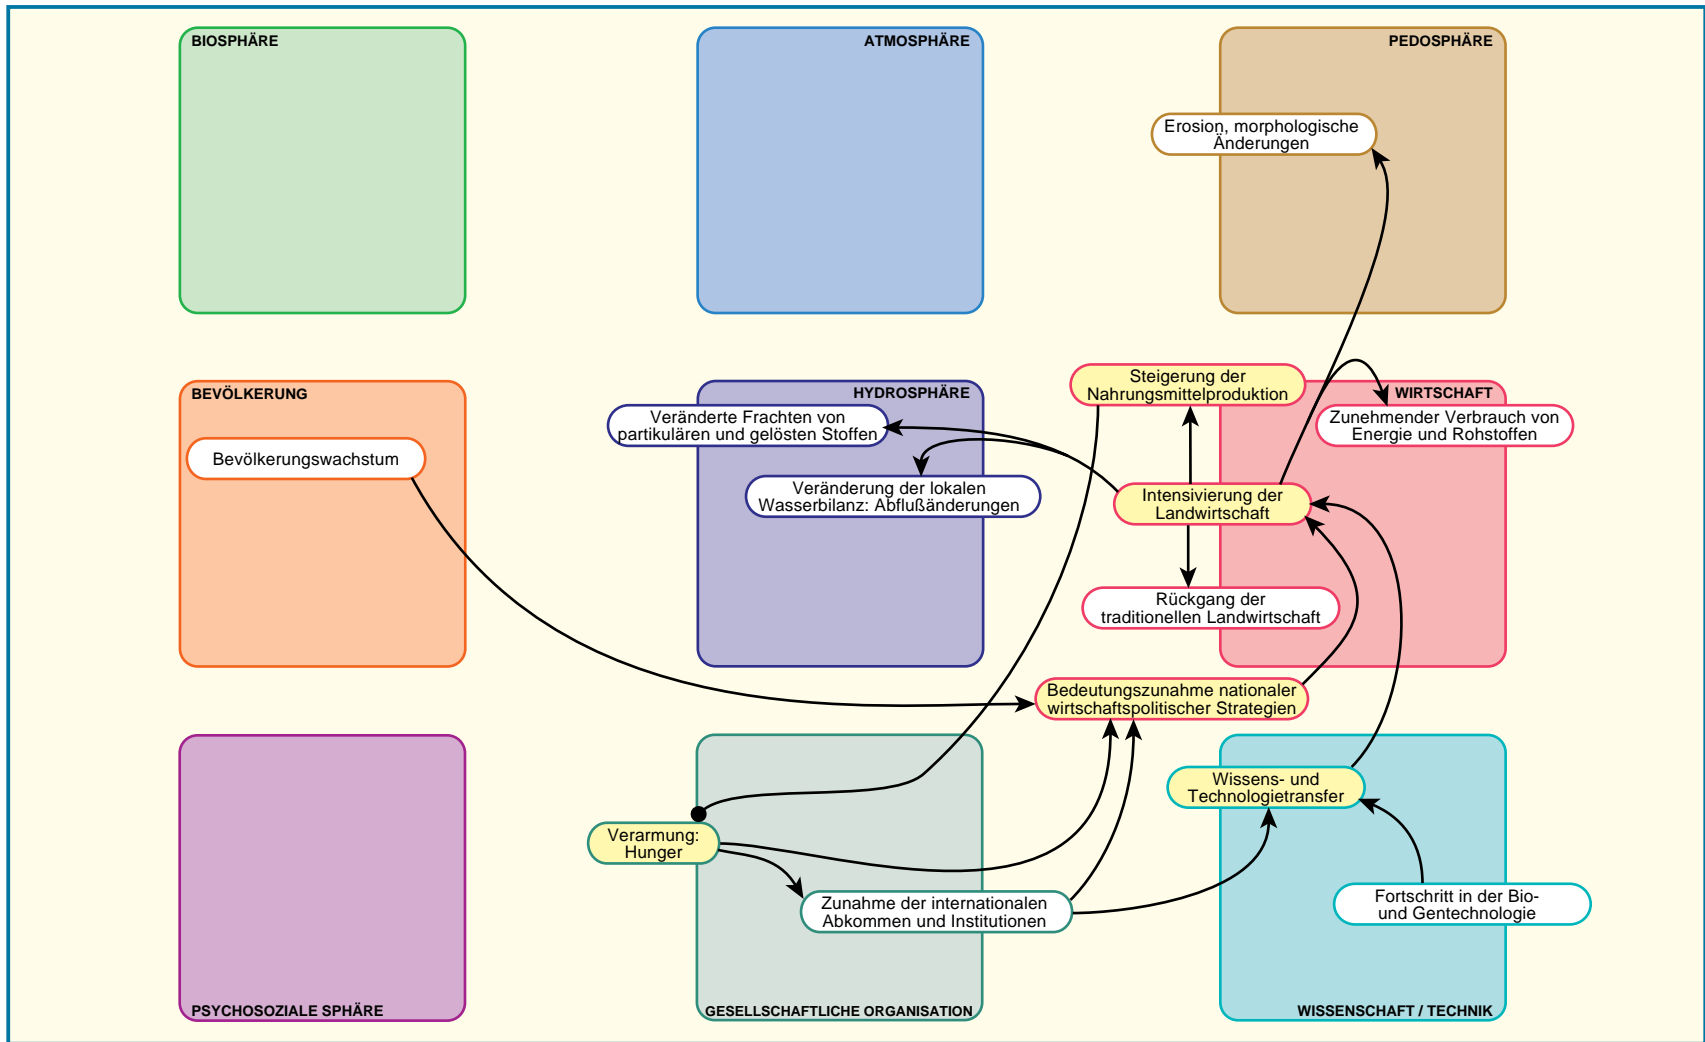 BIOSPHÄRE
ATMOSPHÄRE
PEDOSPHÄRE
Erosion, morphologische
Änderungen
BEVÖLKERUNG
Bevölkerungswachstum
HYDROSPHÄRE
Veränderte Frachten von
partikulären und gelösten Stoffen
Veränderung der lokalen
Wasserbilanz: Abflußänderungen
WIRTSCHAFT
Steigerung der
Nahrungsmittelproduktion
Zunehmender Verbrauch von
Energie und Rohstoffen
Intensivierung der
Landwirtschaft
Rückgang der
traditionellen Landwirtschaft
Bedeutungszunahme nationaler
wirtschaftspolitischer Strategien
PSYCHOSOZIALE SPHÄRE
Verarmung:
Hunger
Zunahme der internationalen
Abkommen und Institutionen
GESELLSCHAFTLICHE ORGANISATION
Wissens- und
Technologietransfer
Fortschritt in der Bio-
und Gentechnologie
WISSENSCHAFT / TECHNIK